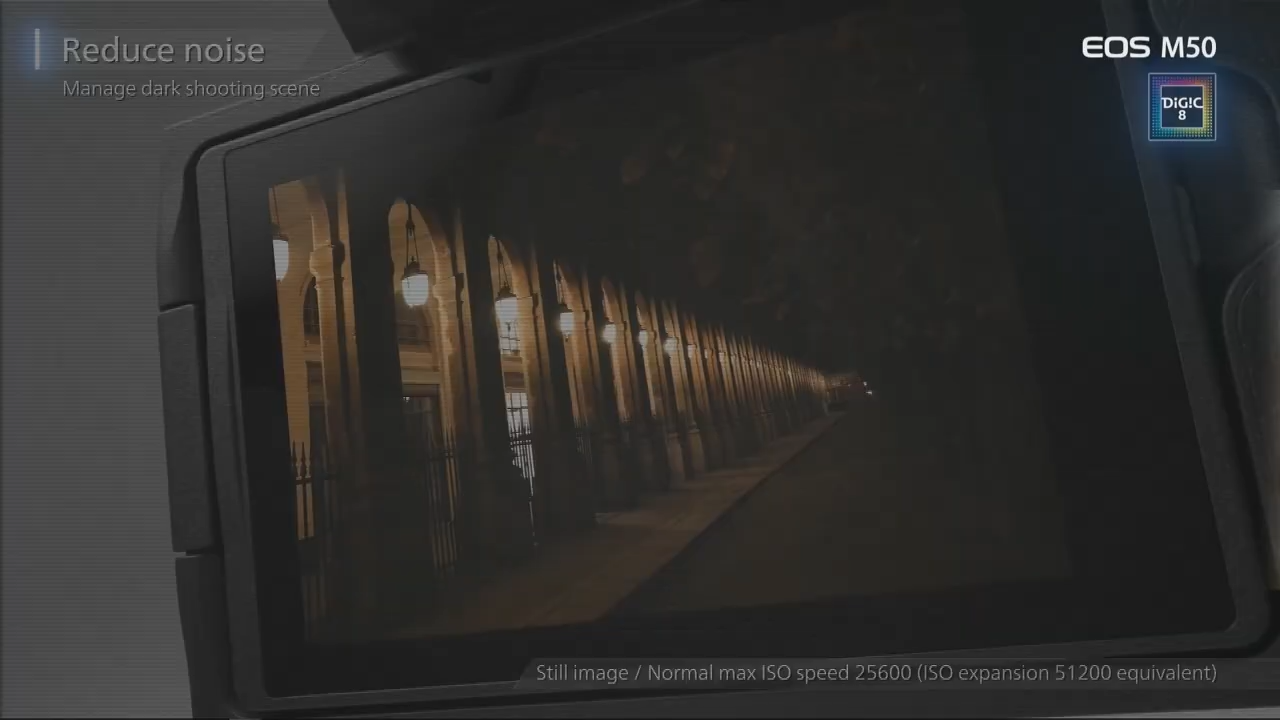 Reduce noise
Manage dark shooting scene
EOS M50
DiG!C
8
Still image / Normal max ISO speed 25600 (ISO expansion 51200 equivalent)